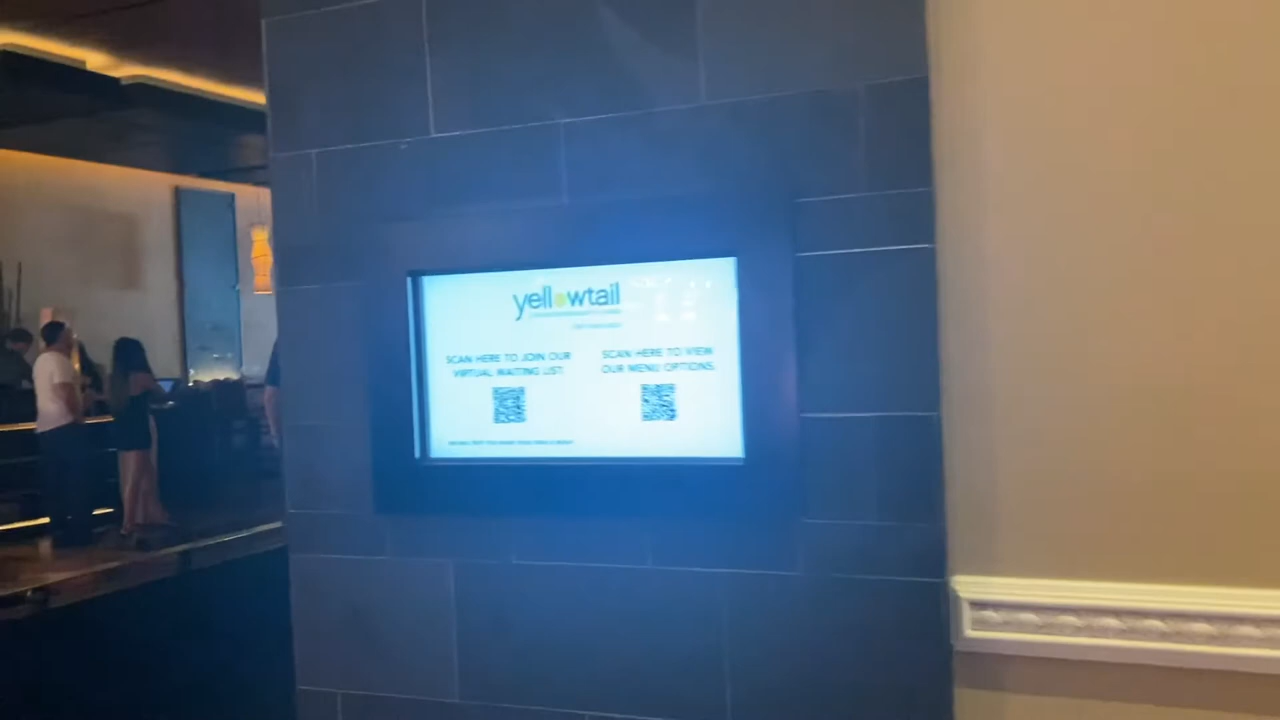 yellowtail
SCAN HERE TO JOIN OUR
VIRTUAL WAITING LIST!
SCAN HERE TO VIEW
OUR MENU OPTIONS